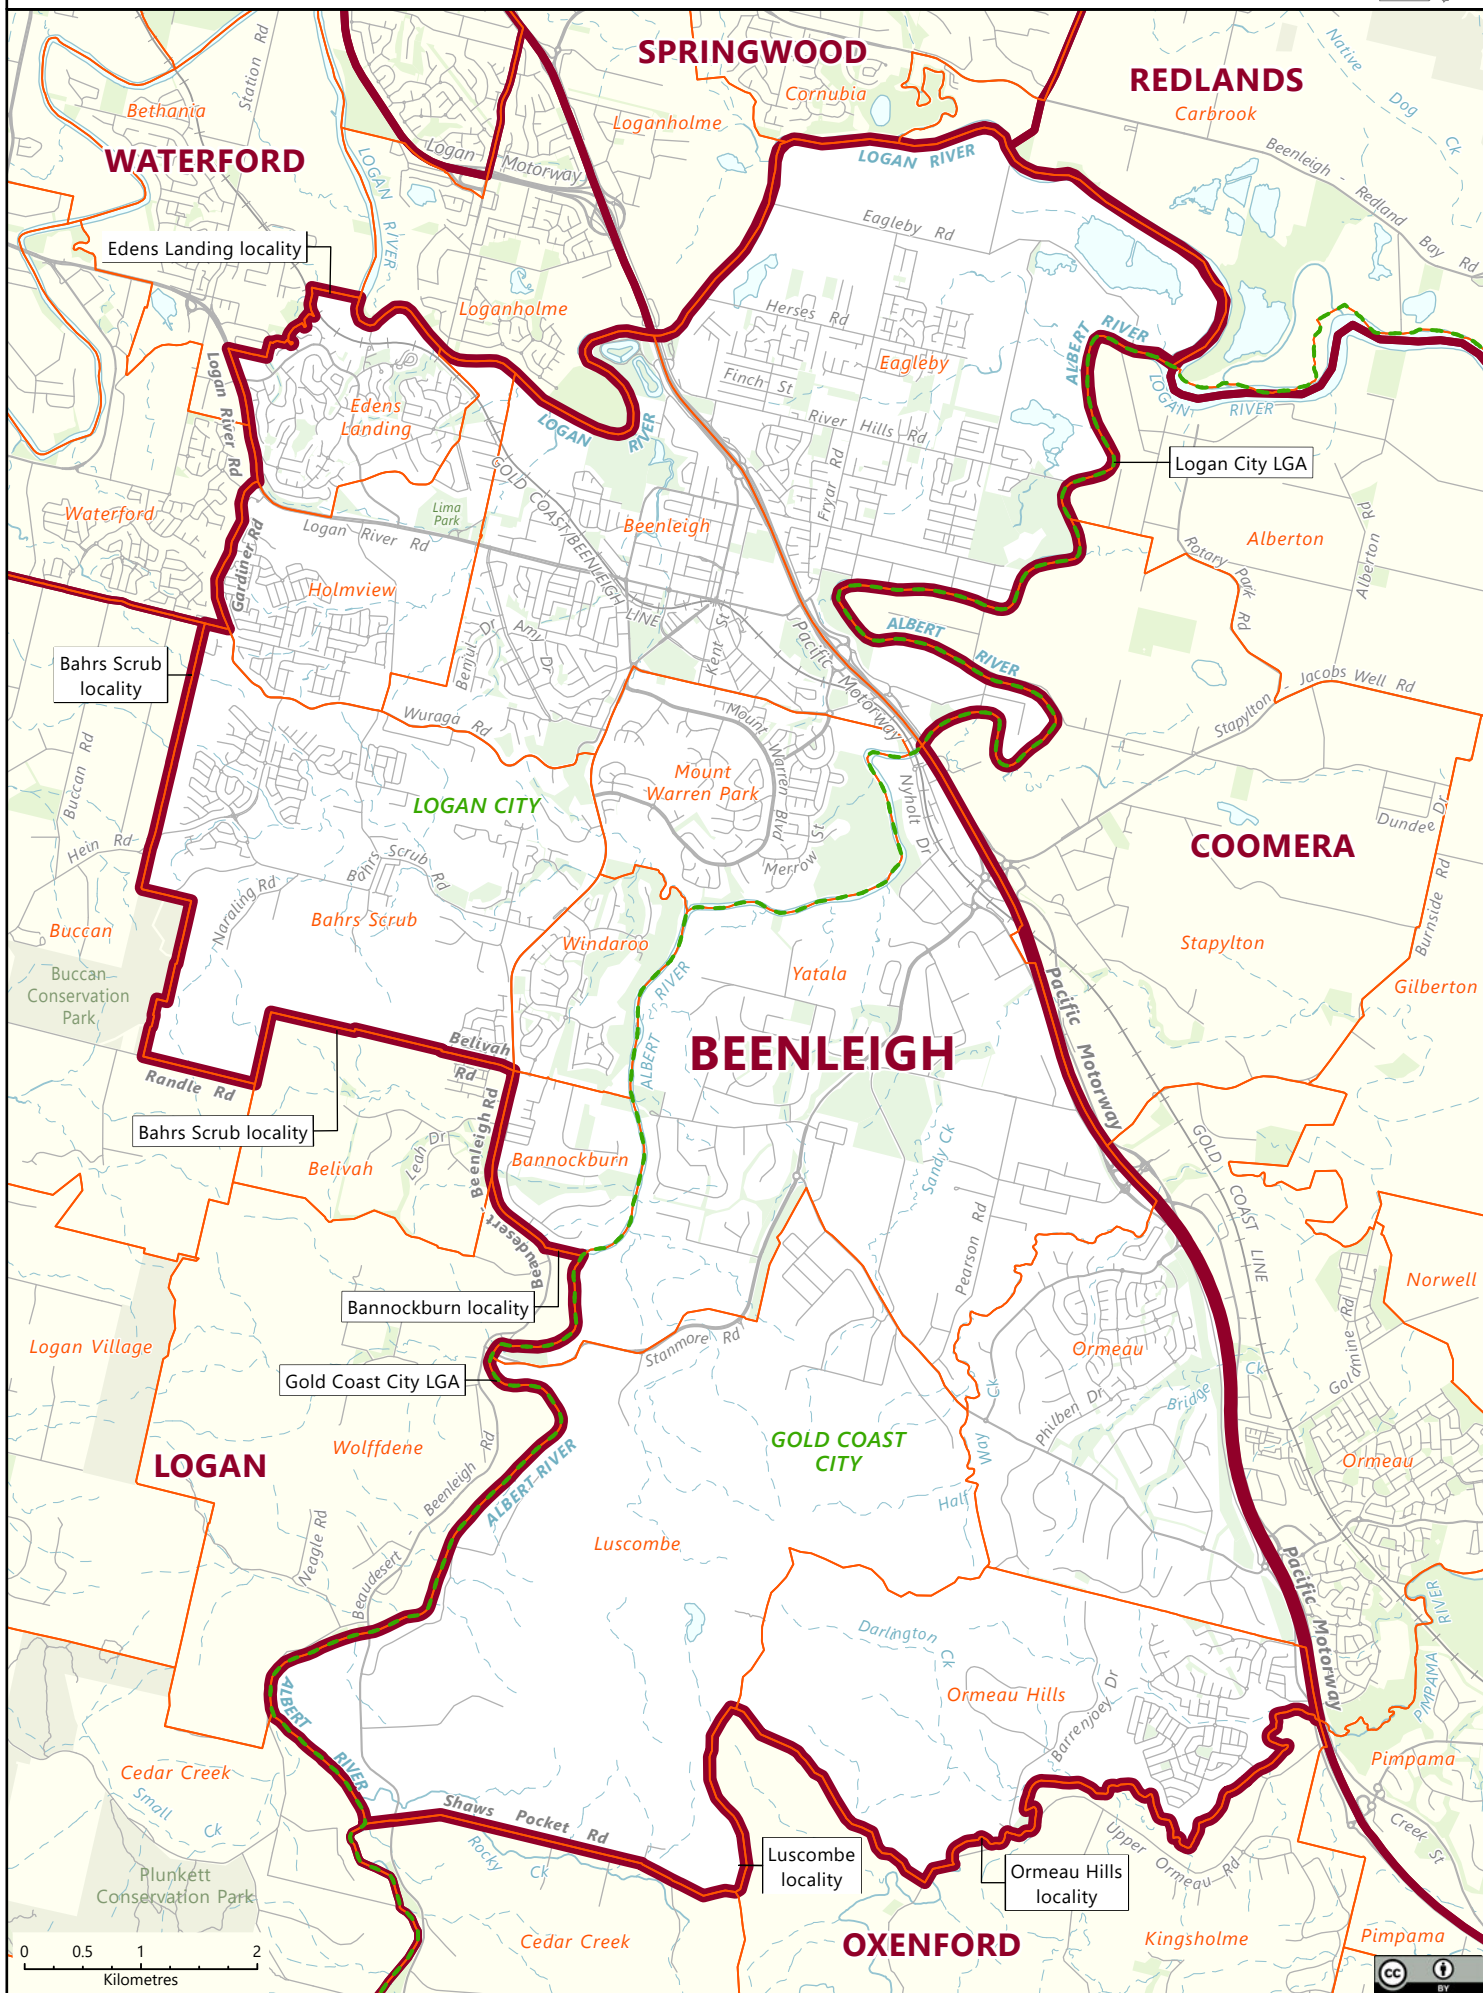 SPRINGWOOD
REDLANDS
Station Rd
Native Dog Ck
Bethania
Cornubia
Carbrook
Loganholme
WATERFORD
Logan Motorway
LOGAN RIVER
LOGAN RIVER
Beenleigh - Redland Bay Rd
Eagleby Rd
Edens Landing locality
Loganholme
Herses Rd
ALBERT RIVER
Logan River Rd
Eagleby
Finch St
LOGAN RIVER
Edens
Landing
LOGAN RIVER
River Hills Rd
Logan City LGA
GOLD COAST/BEENLEIGH LINE
Fryar Rd
Waterford
Lima
Park
Beenleigh
Logan River Rd
Gardiner Rd
Alberton
Alberton Rd
Rotary Park Rd
Holmview
Benjul Dr
Amy Dr
Kent St
Pacific Motorway
ALBERT RIVER
Bahrs Scrub
locality
Stapylton - Jacobs Well Rd
Wuraga Rd
Mount Warren Blvd
Buccan Rd
Mount
Warren Park
LOGAN CITY
Nyholt Dr
Dundee Dr
Hein Rd
Bahrs Scrub Rd
Merrow St
COOMERA
Naraling Rd
Burnside Rd
Buccan
Bahrs Scrub
Windaroo
Stapylton
Buccan
Conservation
Park
Yatala
Gilberton
ALBERT RIVER
Pacific Motorway
BEENLEIGH
Belivah Rd
Randle Rd
Bahrs Scrub locality
Leah Dr
Beaudesert - Beenleigh Rd
Belivah
Bannockburn
Sandy Ck
GOLD COAST LINE
Pearson Rd
Norwell
Bannockburn locality
Logan Village
Stanmore Rd
Ormeau
Goldmine Rd
Gold Coast City LGA
Philben Dr
Bridge Ck
Wolffdene
GOLD COAST
CITY
LOGAN
Half Way Ck
Ormeau
Beaudesert - Beenleigh Rd
ALBERT RIVER
Neagle Rd
Luscombe
Pacific Motorway
PIMPAMA RIVER
Darlington Ck
Ormeau Hills
Barrenjoey Dr
ALBERT RIVER
Cedar Creek
Pimpama
Small Ck
Shaws Pocket Rd
Rocky Ck
Upper Ormeau Rd
Creek St
Luscombe
locality
Ormeau Hills
locality
Plunkett
Conservation Park
Cedar Creek
OXENFORD
Kingsholme
Pimpama
0 0.5 1 2
Kilometres
cc
BY